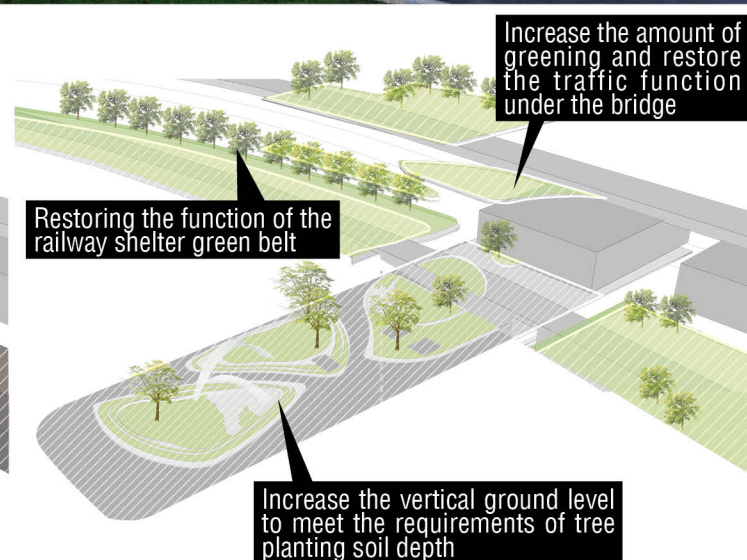 Increase the amount of
greening and restore
the traffic function
under the bridge
Restoring the function of the
railway shelter green belt
Increase the vertical ground level
to meet the requirements of tree
planting soil depth